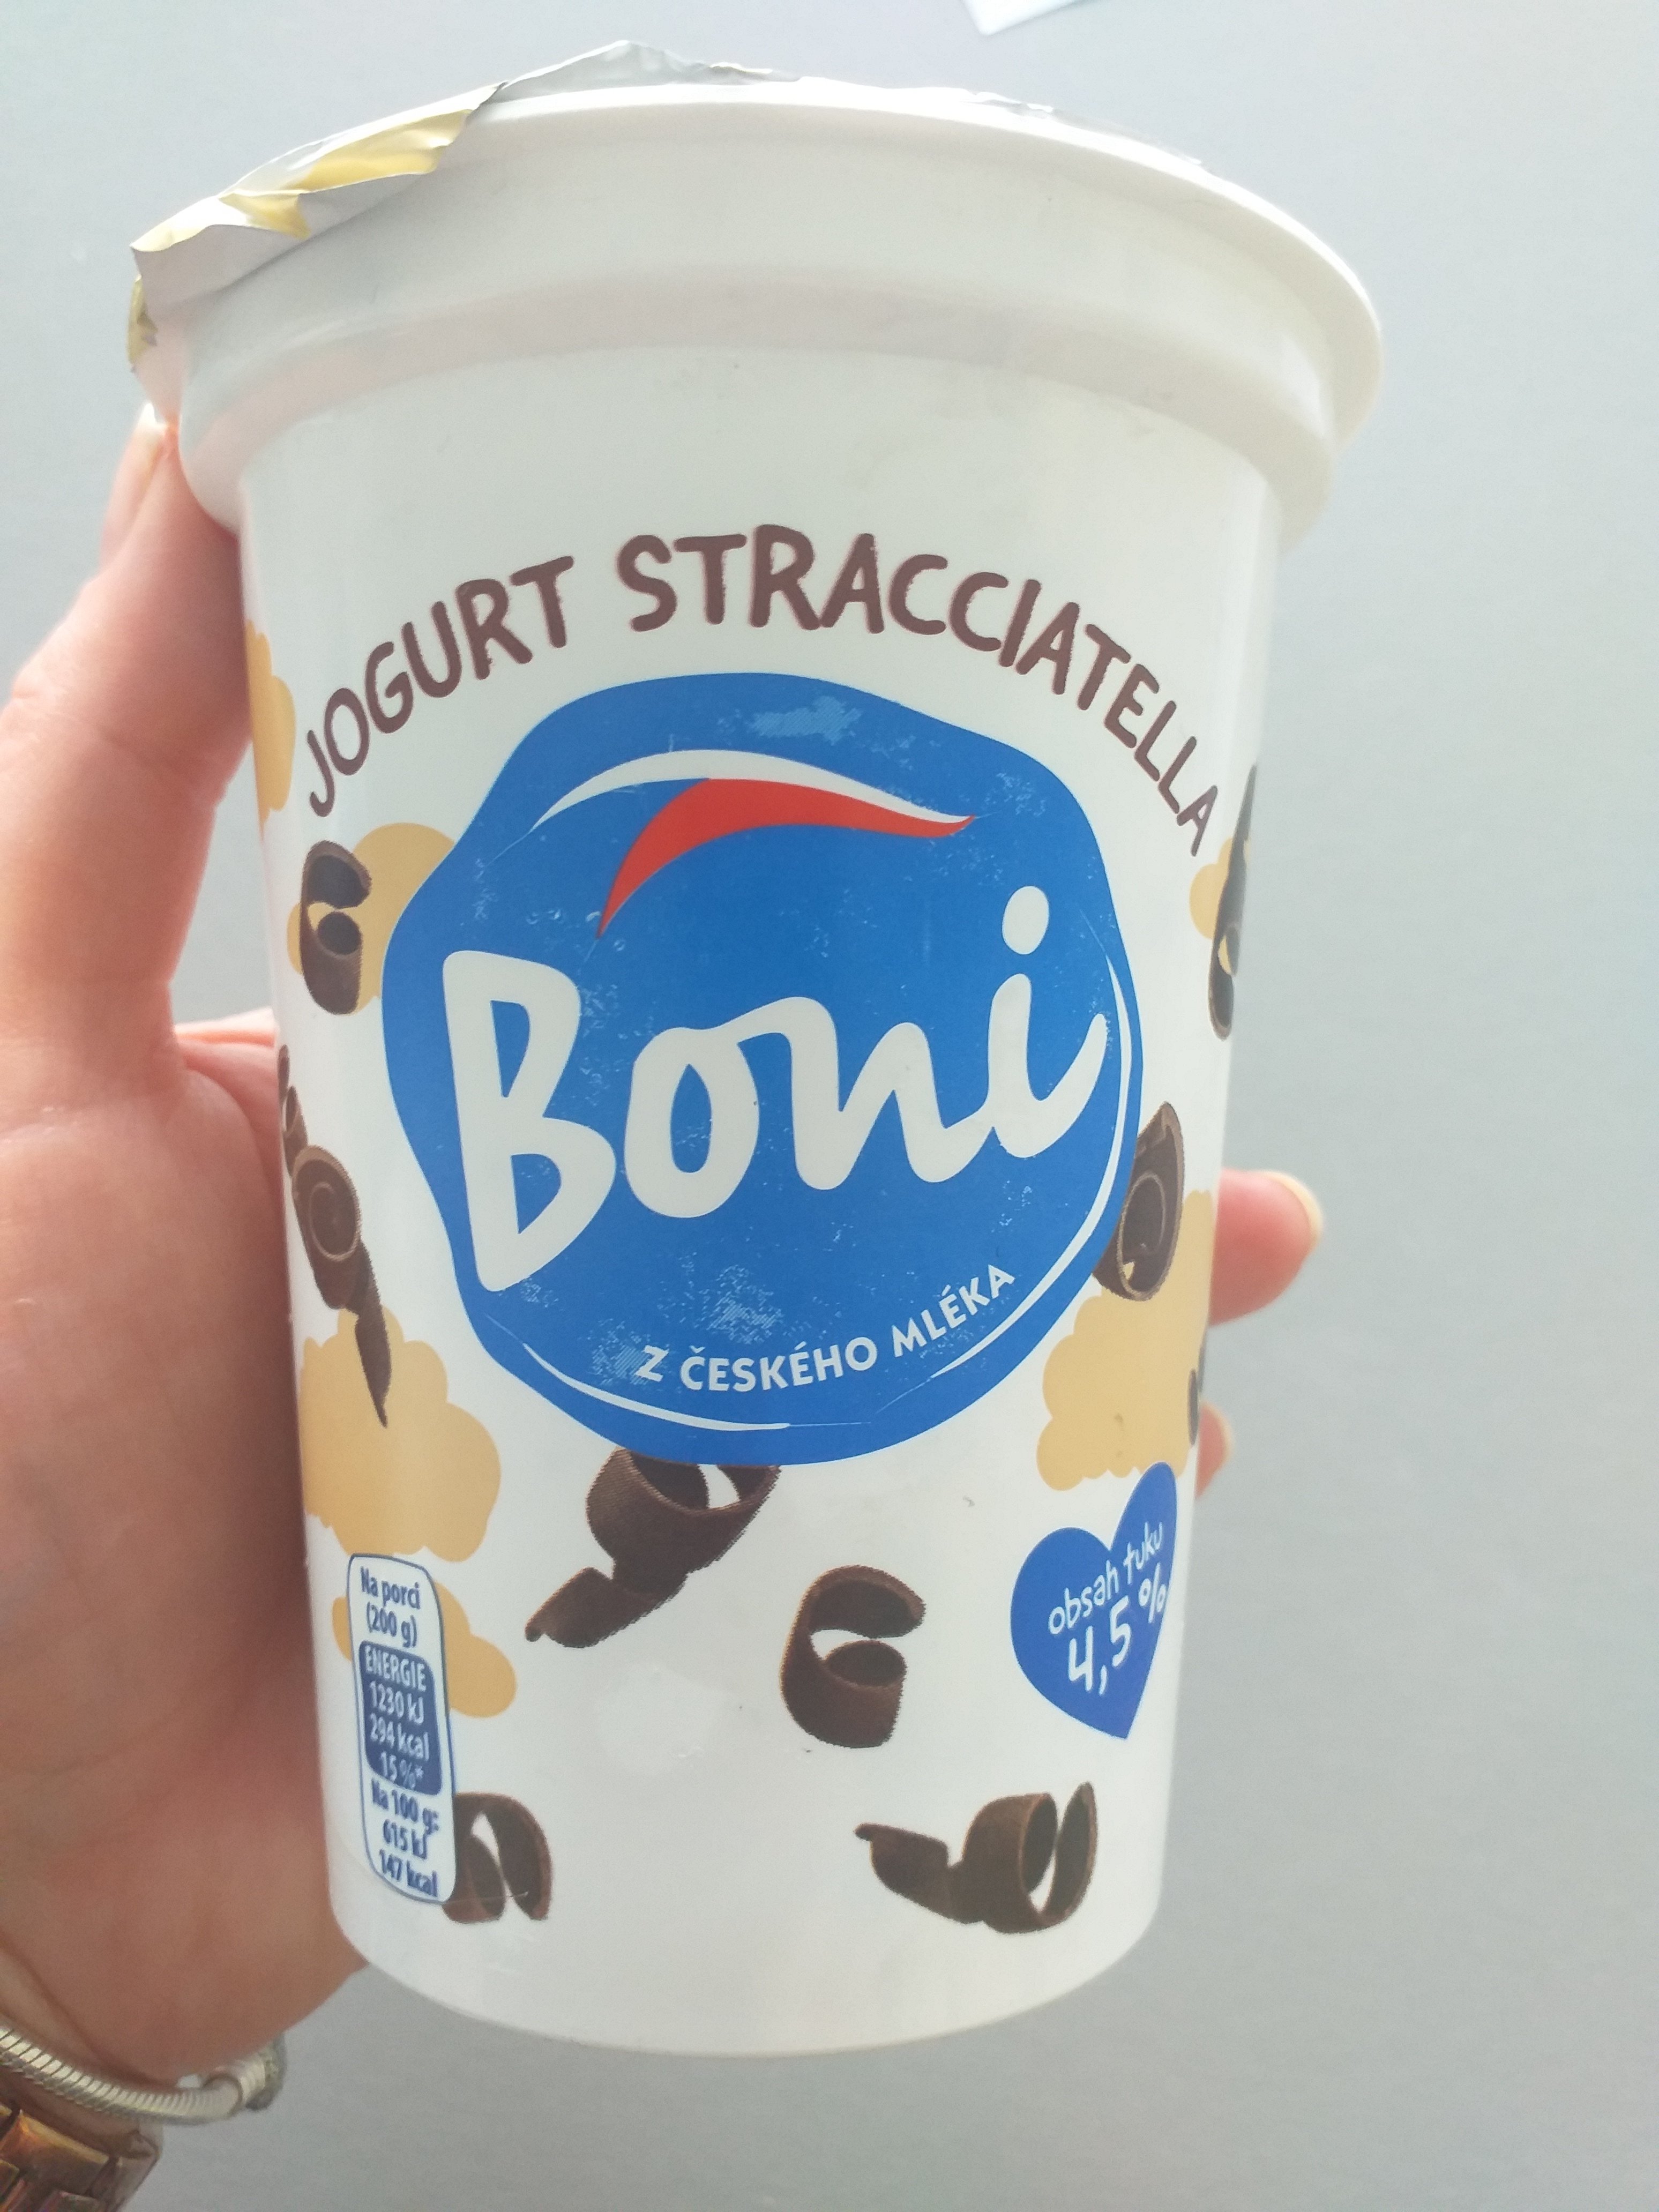 JOGURT STRACCIATELLA
Boni
Z ČESKÉHO MLÉKA
obsah tuku
4,5 %
Na porci
(200 g)
ENERGIE
1230 kJ
294 kcal
15 %*
Na 100 g:
615 kJ
147 kcal